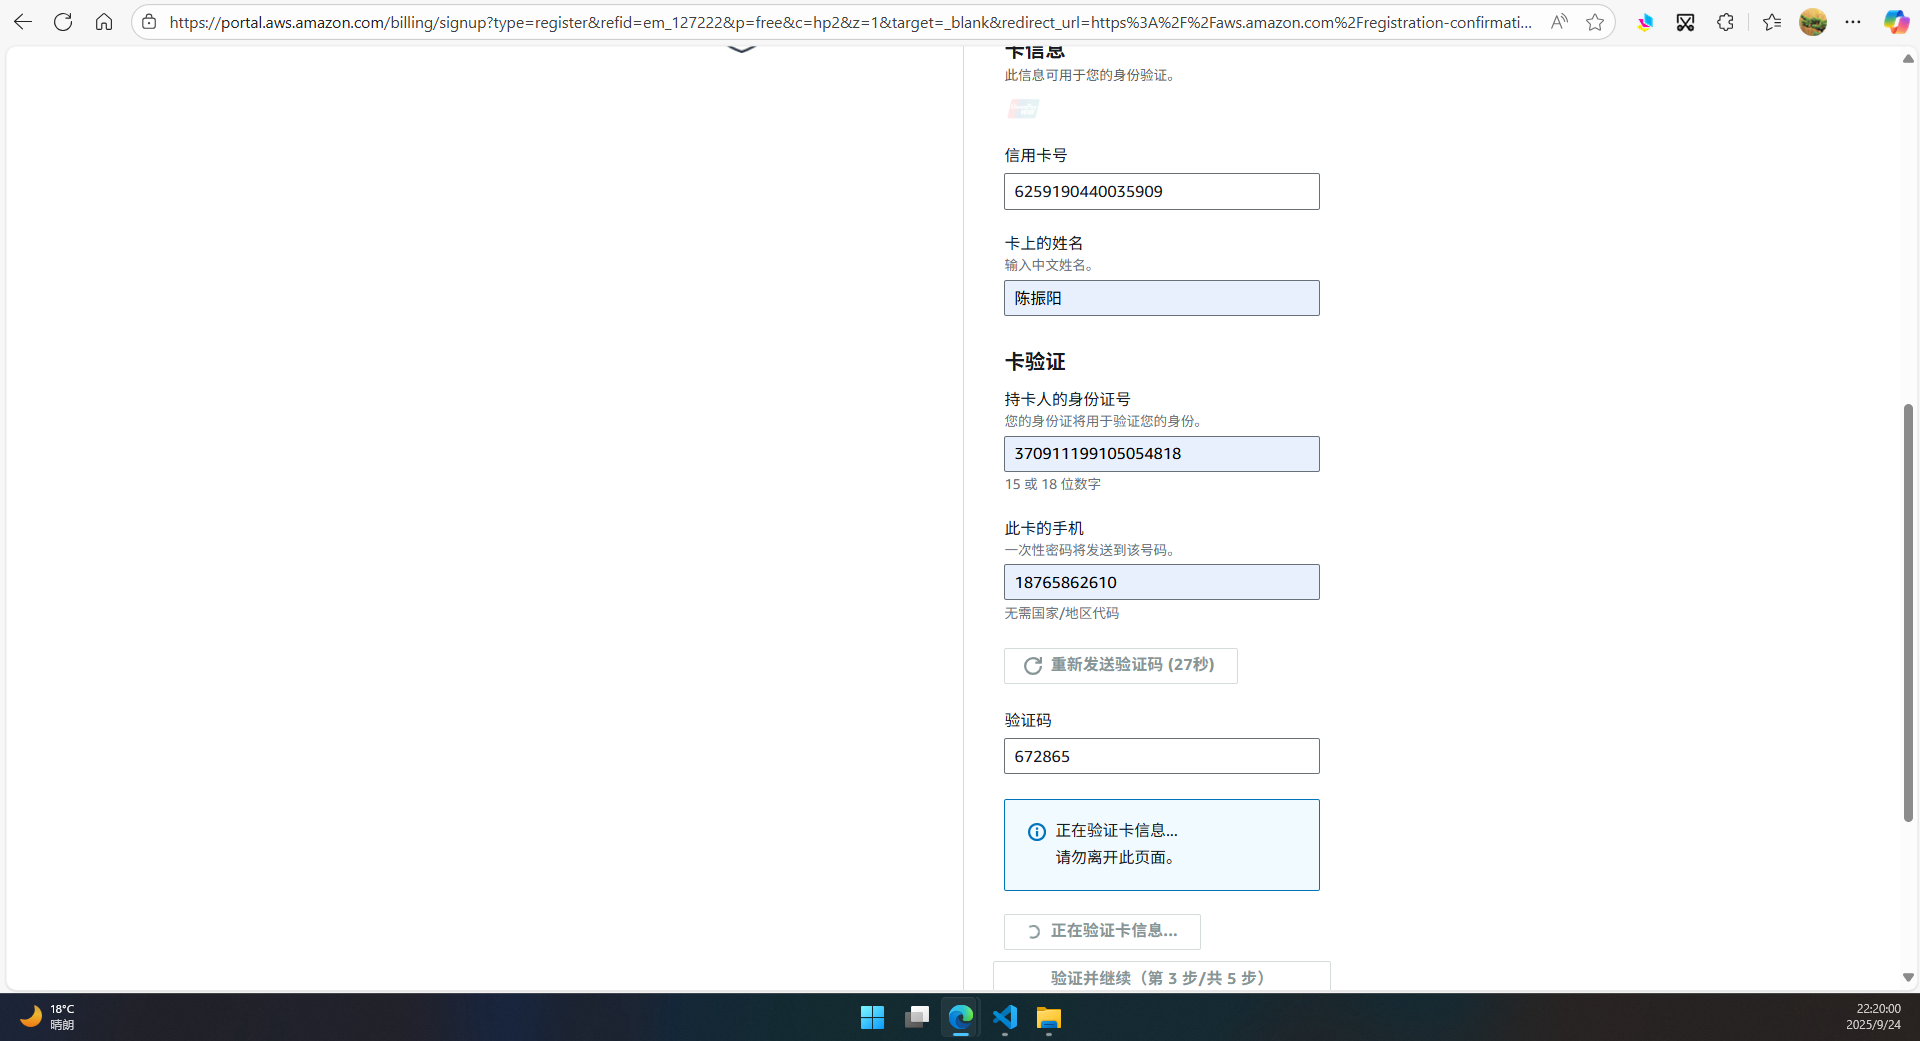 https://portal.aws.amazon.com/billing/signup?type=register&refid=em_127222&p=free&c=hp2&z=1&target=_blank&redirect_url=https%3A%2F%2Faws.amazon.com%2Fregistration-confirmati...
卡信息
此信息可用于您的身份验证。
信用卡号
6259190440035909
卡上的姓名
输入中文姓名。
陈振阳
卡验证
持卡人的身份证号
您的身份证将用于验证您的身份。
370911199105054818
15 或 18 位数字
此卡的手机
一次性密码将发送到该号码。
18765862610
无需国家/地区代码
重新发送验证码 (27秒)
验证码
672865
正在验证卡信息...
请勿离开此页面。
正在验证卡信息...
验证并继续（第 3 步/共 5 步）
18°C
晴朗
22:20:00
2025/9/24